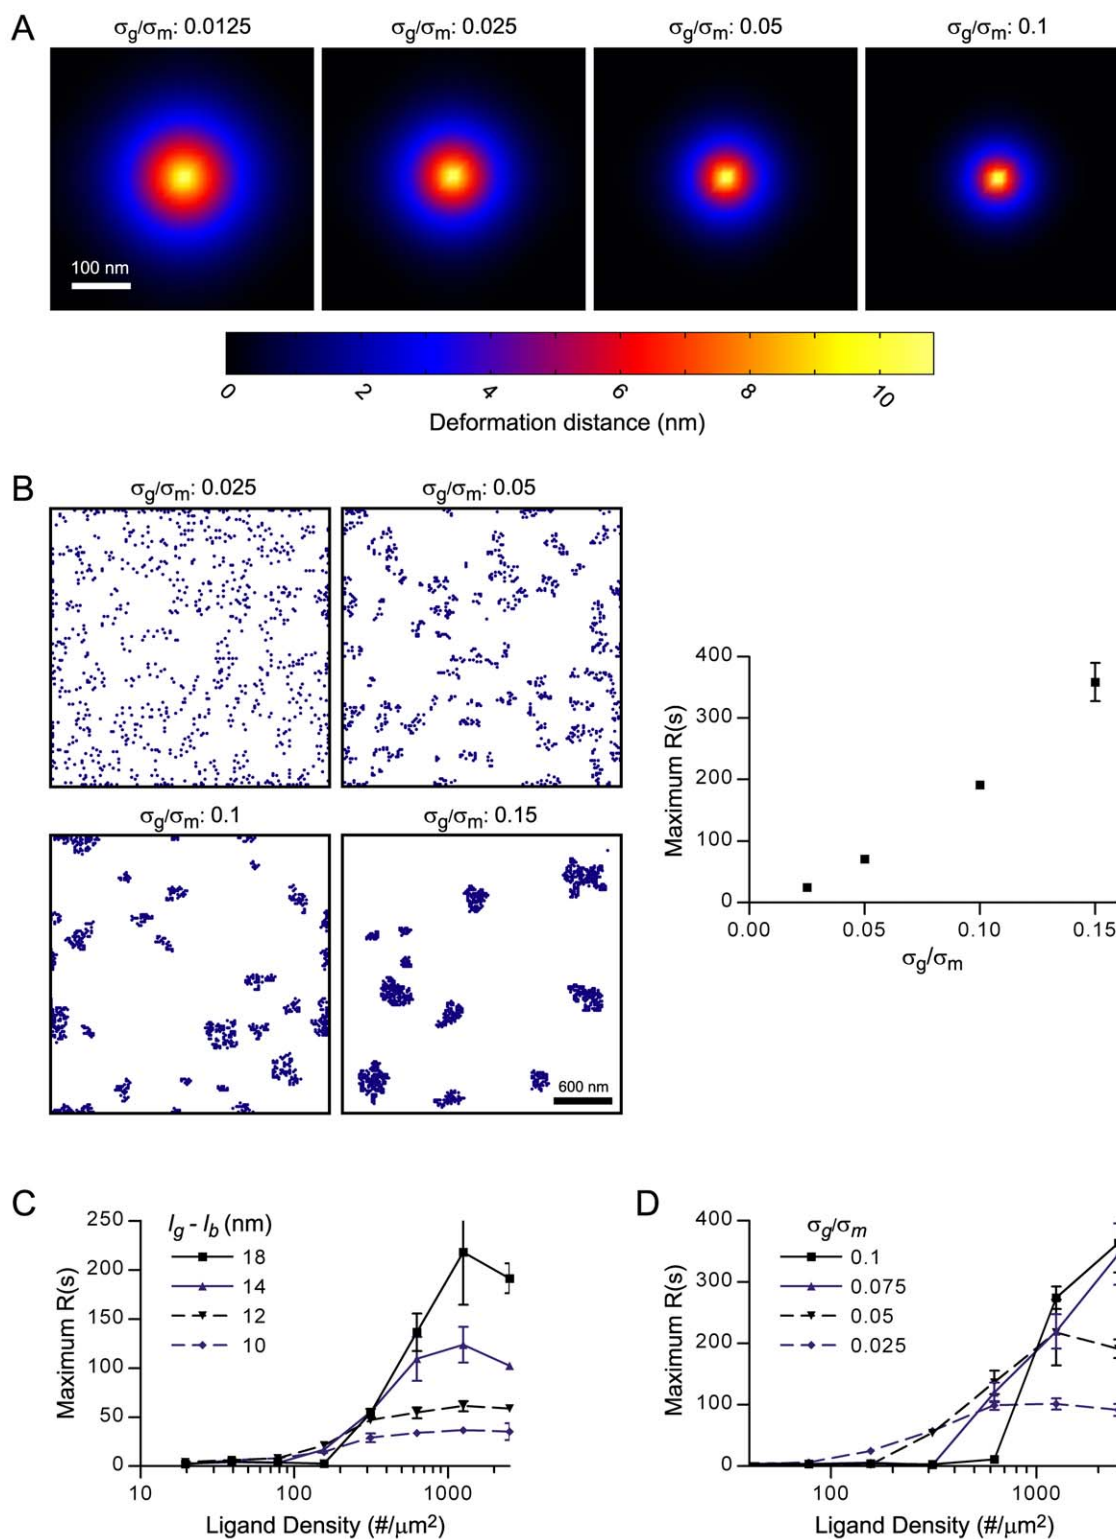 A
σg/σm: 0.0125
σg/σm: 0.025
σg/σm: 0.05
σg/σm: 0.1
100 nm
0 2 4 6 8 10
Deformation distance (nm)
B
σg/σm: 0.025
σg/σm: 0.05
σg/σm: 0.1
σg/σm: 0.15
600 nm
Maximum R(s)
400
300
200
100
0
0.00 0.05 0.10 0.15
σg/σm
C
lg - lb (nm)
18
14
12
10
Maximum R(s)
250
200
150
100
50
0
10 100 1000
Ligand Density (#/μm²)
D
σg/σm
0.1
0.075
0.05
0.025
Maximum R(s)
400
300
200
100
0
100 1000
Ligand Density (#/μm²)